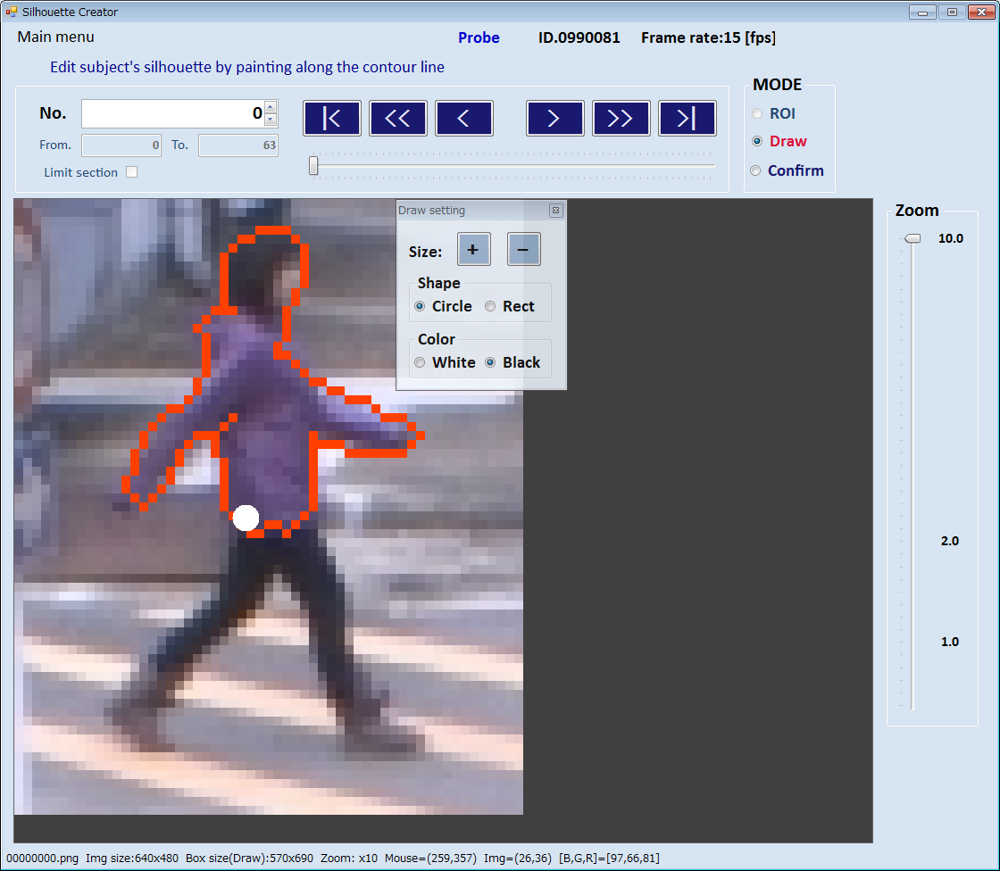 Silhouette Creator
Main menu
Probe ID.0990081 Frame rate:15 [fps]
Edit subject's silhouette by painting along the contour line
No. 0
|< << < > >> >|
From. 0 To. 63
Limit section
MODE
ROI
Draw
Confirm
Draw setting
Size: + −
Shape
Circle Rect
Color
White Black
Zoom
10.0
2.0
1.0
00000000.png Img size:640x480 Box size(Draw):570x690 Zoom: x10 Mouse=(259,357) Img=(26,36) [B,G,R]=[97,66,81]